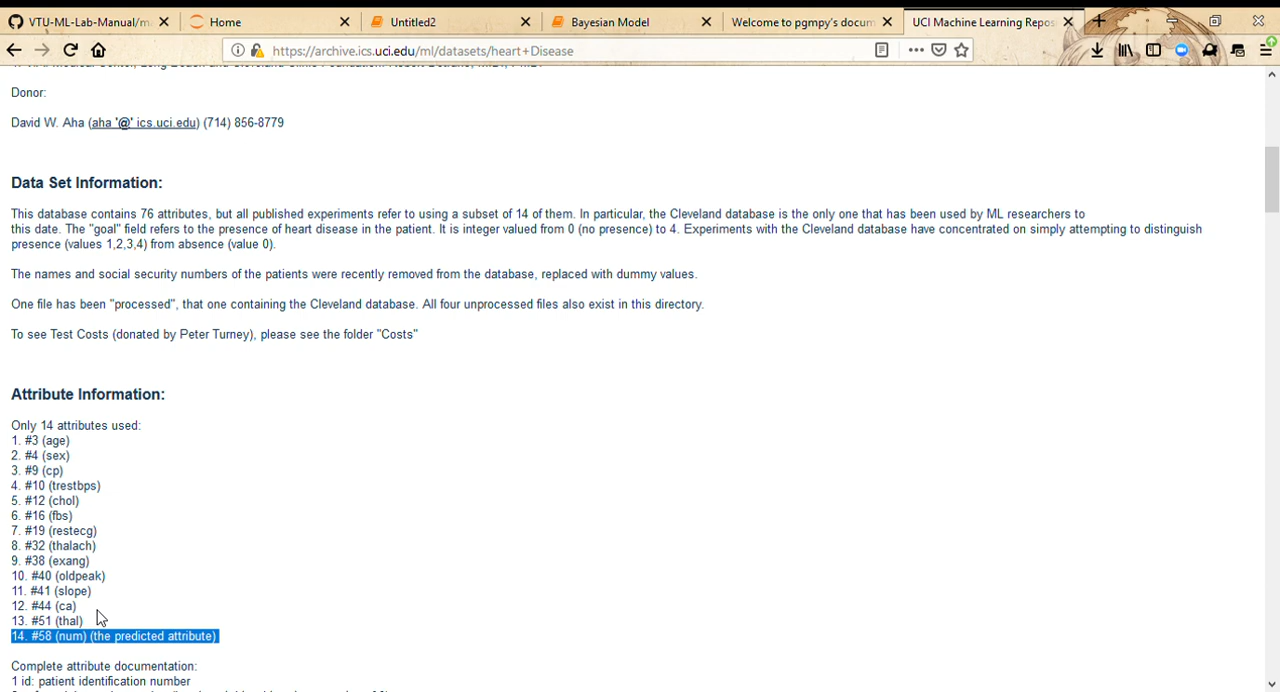 VTU-ML-Lab-Manual/m
Home
Untitled2
Bayesian Model
Welcome to pgmpy's docum
UCI Machine Learning Repos
https://archive.ics.uci.edu/ml/datasets/heart+Disease
Donor:
David W. Aha (aha '@' ics.uci.edu) (714) 856-8779
Data Set Information:
This database contains 76 attributes, but all published experiments refer to using a subset of 14 of them. In particular, the Cleveland database is the only one that has been used by ML researchers to
this date. The "goal" field refers to the presence of heart disease in the patient. It is integer valued from 0 (no presence) to 4. Experiments with the Cleveland database have concentrated on simply attempting to distinguish
presence (values 1,2,3,4) from absence (value 0).
The names and social security numbers of the patients were recently removed from the database, replaced with dummy values.
One file has been "processed", that one containing the Cleveland database. All four unprocessed files also exist in this directory.
To see Test Costs (donated by Peter Turney), please see the folder "Costs"
Attribute Information:
Only 14 attributes used:
1. #3 (age)
2. #4 (sex)
3. #9 (cp)
4. #10 (trestbps)
5. #12 (chol)
6. #16 (fbs)
7. #19 (restecg)
8. #32 (thalach)
9. #38 (exang)
10. #40 (oldpeak)
11. #41 (slope)
12. #44 (ca)
13. #51 (thal)
14. #58 (num) (the predicted attribute)
Complete attribute documentation:
1 id: patient identification number